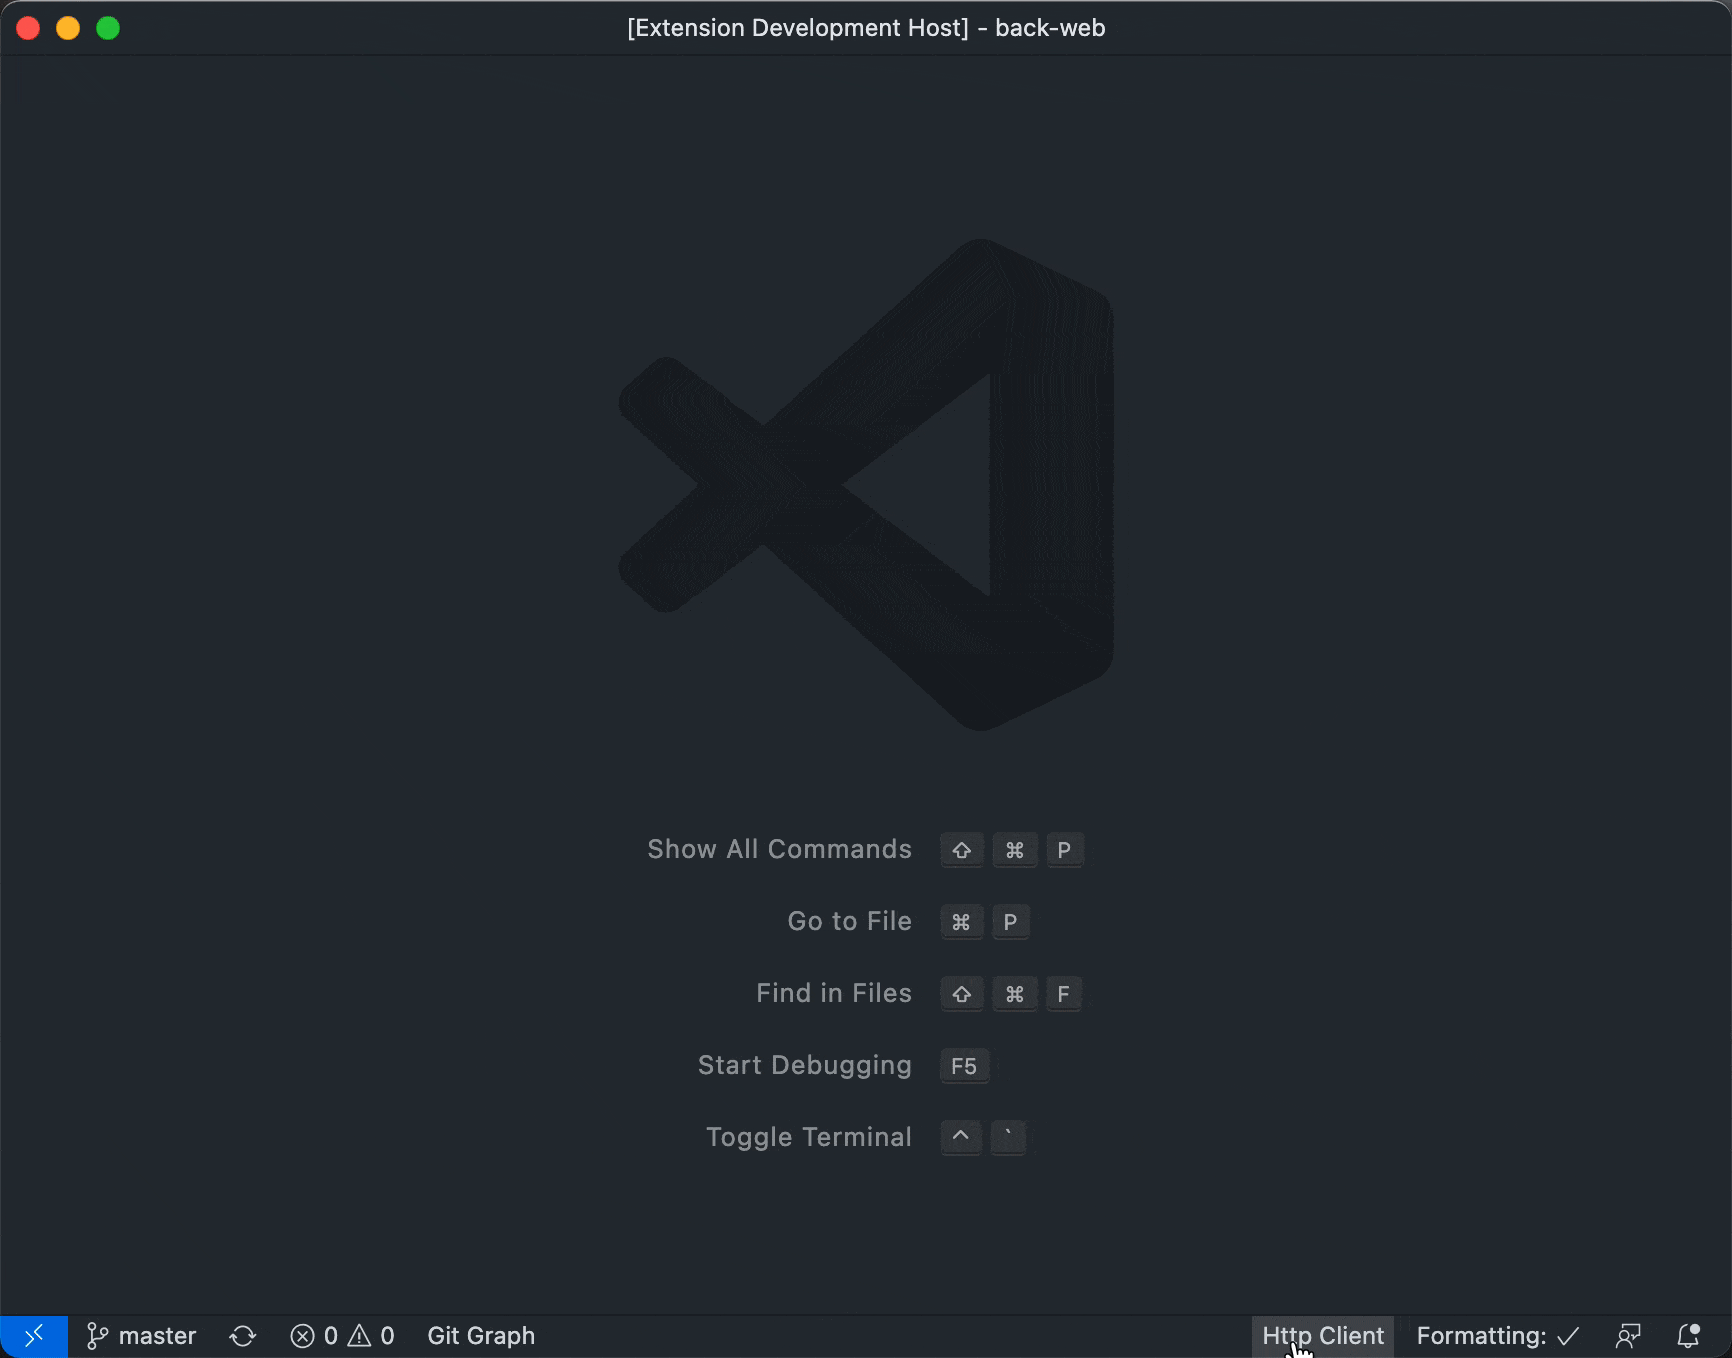 [Extension Development Host] - back-web
Show All Commands ⇧ ⌘ P
Go to File ⌘ P
Find in Files ⇧ ⌘ F
Start Debugging F5
Toggle Terminal ^ `
master 0 0 Git Graph Http Client Formatting: ✓